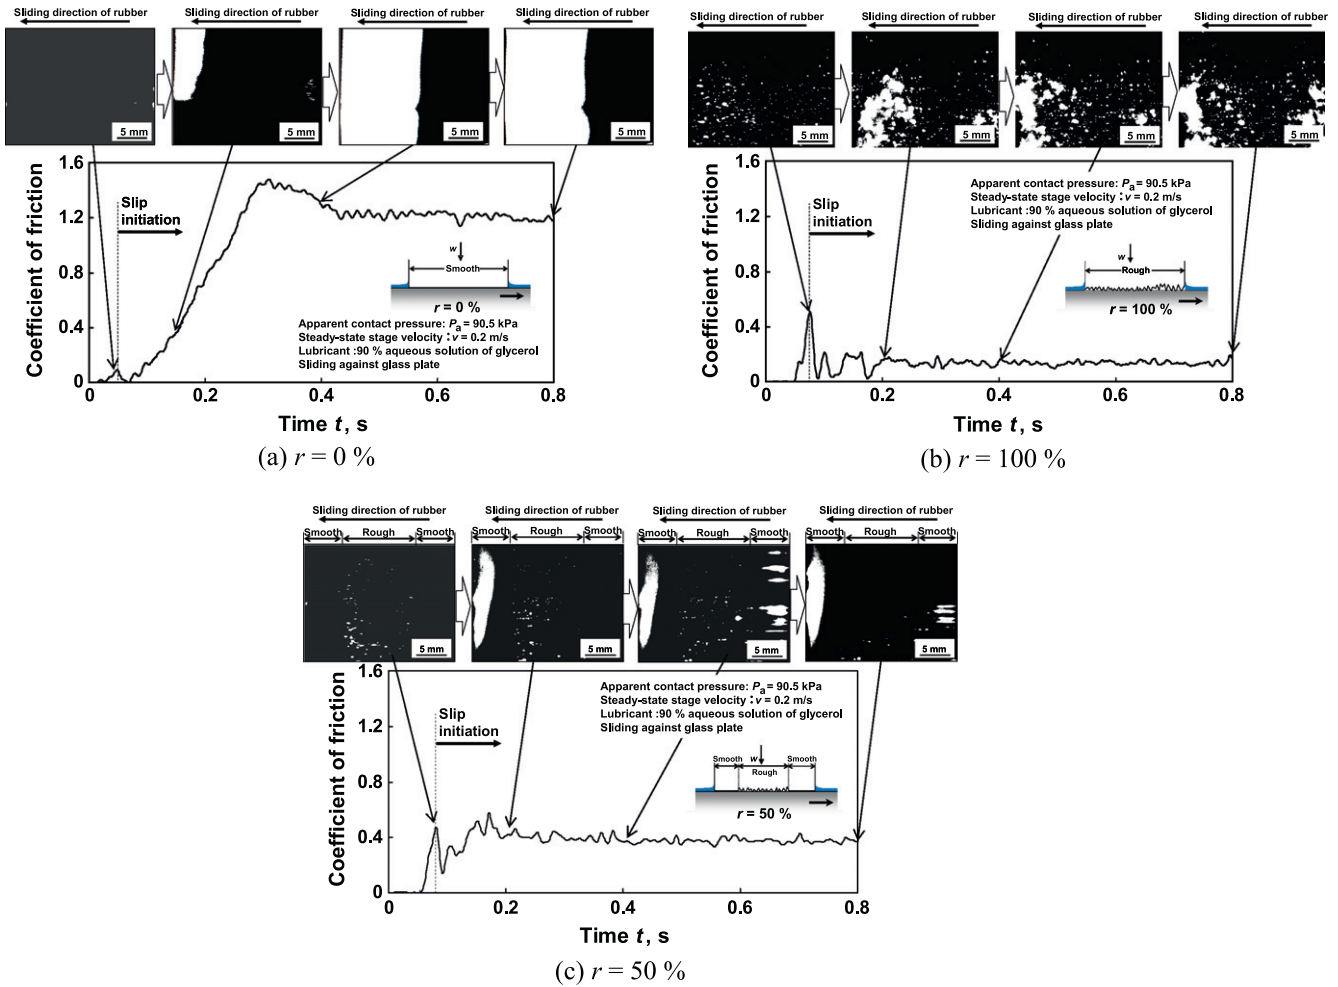 Sliding direction of rubber Sliding direction of rubber Sliding direction of rubber Sliding direction of rubber
5 mm 5 mm 5 mm 5 mm
1.6
1.2
0.8
0.4
0
Coefficient of friction
Slip
initiation
w
Smooth
r = 0 %
Apparent contact pressure: Pa = 90.5 kPa
Steady-state stage velocity : v = 0.2 m/s
Lubricant :90 % aqueous solution of glycerol
Sliding against glass plate
0 0.2 0.4 0.6 0.8
Time t, s
(a) r = 0 %
Sliding direction of rubber Sliding direction of rubber Sliding direction of rubber Sliding direction of rubber
5 mm 5 mm 5 mm 5 mm
1.6
1.2
0.8
0.4
0
Coefficient of friction
Apparent contact pressure: Pa = 90.5 kPa
Steady-state stage velocity : v = 0.2 m/s
Lubricant :90 % aqueous solution of glycerol
Sliding against glass plate
Slip
initiation
w
Rough
r = 100 %
0 0.2 0.4 0.6 0.8
Time t, s
(b) r = 100 %
Sliding direction of rubber Sliding direction of rubber Sliding direction of rubber Sliding direction of rubber
Smooth Rough Smooth Smooth Rough Smooth Smooth Rough Smooth Smooth Rough Smooth
5 mm 5 mm 5 mm 5 mm
1.6
1.2
0.8
0.4
0
Coefficient of friction
Apparent contact pressure: Pa = 90.5 kPa
Steady-state stage velocity : v = 0.2 m/s
Lubricant :90 % aqueous solution of glycerol
Sliding against glass plate
Slip
initiation
Smooth w Smooth
Rough
r = 50 %
0 0.2 0.4 0.6 0.8
Time t, s
(c) r = 50 %